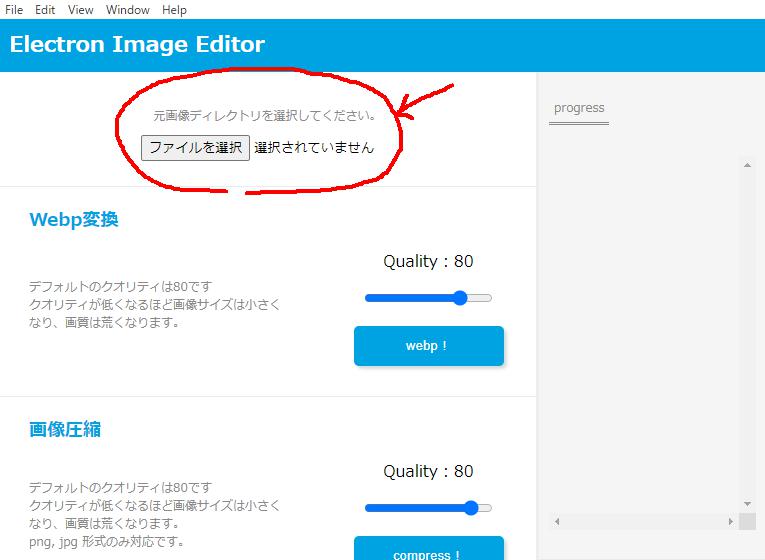 File Edit View Window Help
Electron Image Editor
元画像ディレクトリを選択してください。
ファイルを選択 選択されていません
progress
Webp変換
Quality : 80
デフォルトのクオリティは80です
クオリティが低くなるほど画像サイズは小さく
なり、画質は荒くなります。
webp !
画像圧縮
Quality : 80
デフォルトのクオリティは80です
クオリティが低くなるほど画像サイズは小さく
なり、画質は荒くなります。
png, jpg 形式のみ対応です。
compress !